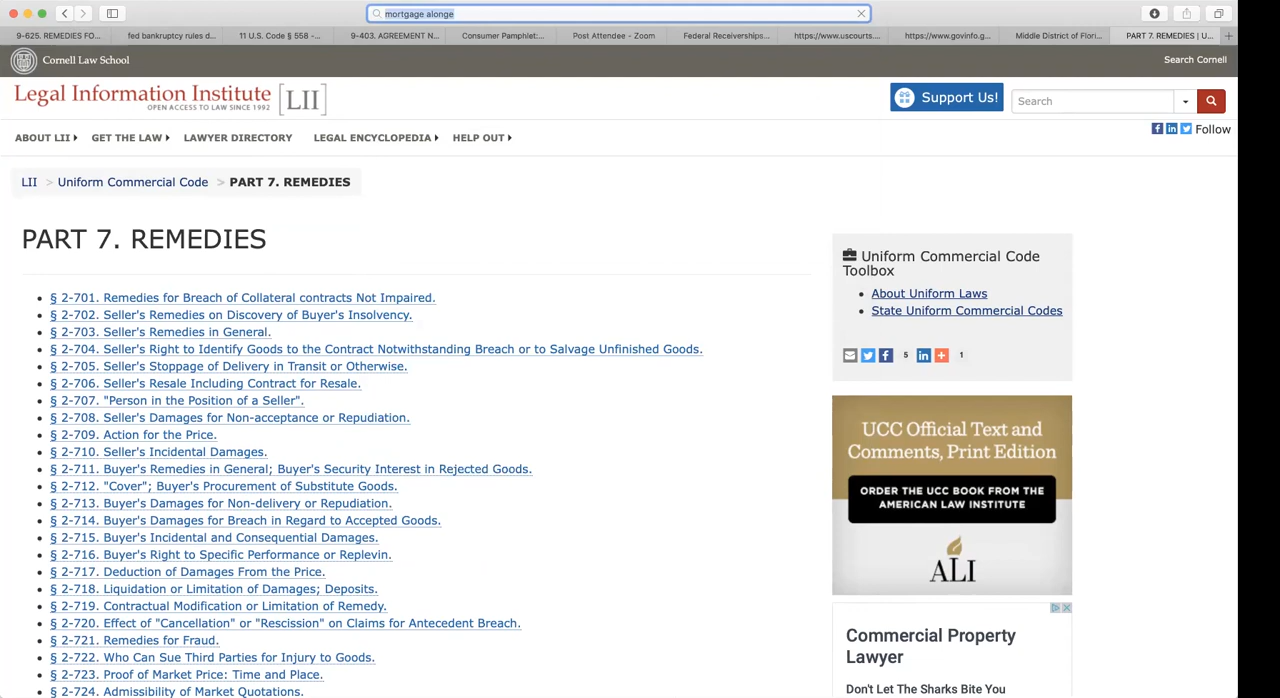 mortgage alonge
9-625. REMEDIES FO...
fed bankruptcy rules d...
11 U.S. Code § 558 -...
9-403. AGREEMENT N...
Consumer Pamphlet:...
Post Attendee - Zoom
Federal Receiverships...
https://www.uscourts....
https://www.govinfo.g...
Middle District of Flori...
PART 7. REMEDIES | U...
Cornell Law School
Search Cornell
Legal Information Institute [LII]
OPEN ACCESS TO LAW SINCE 1992
Support Us!
Search
ABOUT LII GET THE LAW LAWYER DIRECTORY LEGAL ENCYCLOPEDIA HELP OUT
Follow
LII > Uniform Commercial Code > PART 7. REMEDIES
PART 7. REMEDIES
§ 2-701. Remedies for Breach of Collateral contracts Not Impaired.
§ 2-702. Seller's Remedies on Discovery of Buyer's Insolvency.
§ 2-703. Seller's Remedies in General.
§ 2-704. Seller's Right to Identify Goods to the Contract Notwithstanding Breach or to Salvage Unfinished Goods.
§ 2-705. Seller's Stoppage of Delivery in Transit or Otherwise.
§ 2-706. Seller's Resale Including Contract for Resale.
§ 2-707. "Person in the Position of a Seller".
§ 2-708. Seller's Damages for Non-acceptance or Repudiation.
§ 2-709. Action for the Price.
§ 2-710. Seller's Incidental Damages.
§ 2-711. Buyer's Remedies in General; Buyer's Security Interest in Rejected Goods.
§ 2-712. "Cover"; Buyer's Procurement of Substitute Goods.
§ 2-713. Buyer's Damages for Non-delivery or Repudiation.
§ 2-714. Buyer's Damages for Breach in Regard to Accepted Goods.
§ 2-715. Buyer's Incidental and Consequential Damages.
§ 2-716. Buyer's Right to Specific Performance or Replevin.
§ 2-717. Deduction of Damages From the Price.
§ 2-718. Liquidation or Limitation of Damages; Deposits.
§ 2-719. Contractual Modification or Limitation of Remedy.
§ 2-720. Effect of "Cancellation" or "Rescission" on Claims for Antecedent Breach.
§ 2-721. Remedies for Fraud.
§ 2-722. Who Can Sue Third Parties for Injury to Goods.
§ 2-723. Proof of Market Price: Time and Place.
§ 2-724. Admissibility of Market Quotations.
Uniform Commercial Code
Toolbox
About Uniform Laws
State Uniform Commercial Codes
5 1
UCC Official Text and
Comments, Print Edition
ORDER THE UCC BOOK FROM THE
AMERICAN LAW INSTITUTE
ALI
Commercial Property
Lawyer
Don't Let The Sharks Bite You